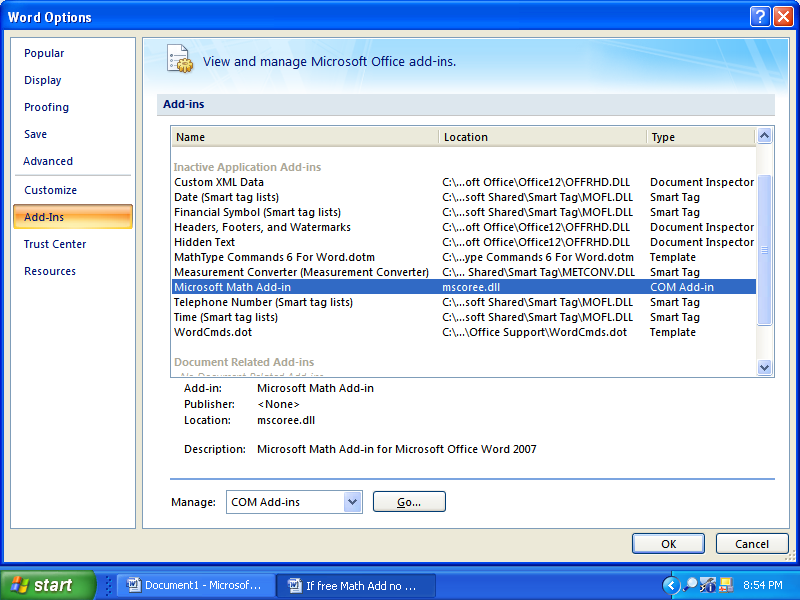 Word Options
Popular
Display
Proofing
Save
Advanced
Customize
Add-Ins
Trust Center
Resources
View and manage Microsoft Office add-ins.
Add-ins
Name Location Type
Inactive Application Add-ins
Custom XML Data C:\...oft Office\Office12\OFFRHD.DLL Document Inspector
Date (Smart tag lists) C:\...soft Shared\Smart Tag\MOFL.DLL Smart Tag
Financial Symbol (Smart tag lists) C:\...soft Shared\Smart Tag\MOFL.DLL Smart Tag
Headers, Footers, and Watermarks C:\...oft Office\Office12\OFFRHD.DLL Document Inspector
Hidden Text C:\...oft Office\Office12\OFFRHD.DLL Document Inspector
MathType Commands 6 For Word.dotm C:\...ype Commands 6 For Word.dotm Template
Measurement Converter (Measurement Converter) C:\... Shared\Smart Tag\METCONV.DLL Smart Tag
Microsoft Math Add-in mscoree.dll COM Add-in
Telephone Number (Smart tag lists) C:\...soft Shared\Smart Tag\MOFL.DLL Smart Tag
Time (Smart tag lists) C:\...soft Shared\Smart Tag\MOFL.DLL Smart Tag
WordCmds.dot C:\...\Office Support\WordCmds.dot Template
Document Related Add-ins
No Document Related Add-ins
Add-in: Microsoft Math Add-in
Publisher: <None>
Location: mscoree.dll
Description: Microsoft Math Add-in for Microsoft Office Word 2007
Manage: COM Add-ins Go...
OK Cancel
start Document1 - Microsof... If free Math Add no ... 8:54 PM